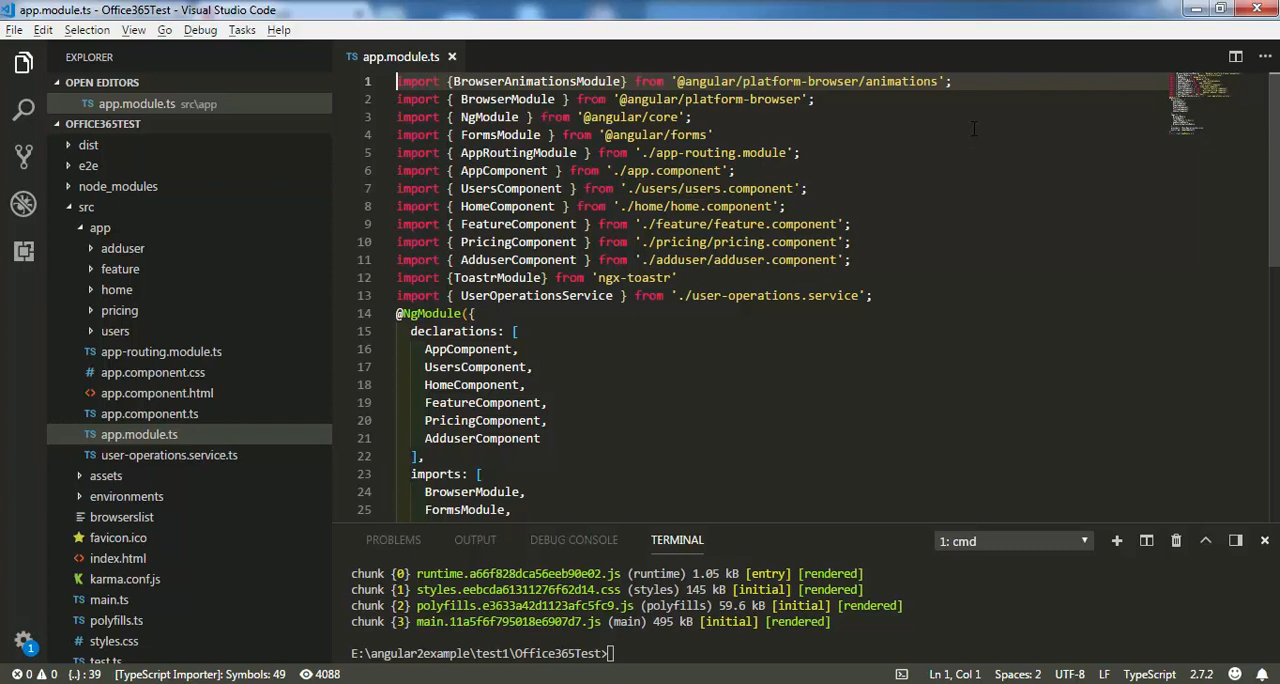 app.module.ts - Office365Test - Visual Studio Code
File Edit Selection View Go Debug Tasks Help
EXPLORER
OPEN EDITORS
TS app.module.ts src\app
OFFICE365TEST
dist
e2e
node_modules
src
app
adduser
feature
home
pricing
users
TS app-routing.module.ts
TS app.component.css
<> app.component.html
TS app.component.ts
TS app.module.ts
TS user-operations.service.ts
assets
environments
browserslist
favicon.ico
<> index.html
karma.conf.js
TS main.ts
TS polyfills.ts
styles.css
TS test.ts
TS app.module.ts
1 import {BrowserAnimationsModule} from '@angular/platform-browser/animations';
2 import { BrowserModule } from '@angular/platform-browser';
3 import { NgModule } from '@angular/core';
4 import { FormsModule } from '@angular/forms'
5 import { AppRoutingModule } from './app-routing.module';
6 import { AppComponent } from './app.component';
7 import { UsersComponent } from './users/users.component';
8 import { HomeComponent } from './home/home.component';
9 import { FeatureComponent } from './feature/feature.component';
10 import { PricingComponent } from './pricing/pricing.component';
11 import { AdduserComponent } from './adduser/adduser.component';
12 import {ToastrModule} from 'ngx-toastr'
13 import { UserOperationsService } from './user-operations.service';
14 @NgModule({
15 declarations: [
16 AppComponent,
17 UsersComponent,
18 HomeComponent,
19 FeatureComponent,
20 PricingComponent,
21 AdduserComponent
22 ],
23 imports: [
24 BrowserModule,
25 FormsModule,
PROBLEMS OUTPUT DEBUG CONSOLE TERMINAL 1: cmd
chunk {0} runtime.a66f828dca56eeb90e02.js (runtime) 1.05 kB [entry] [rendered]
chunk {1} styles.eebcda61311276f62d14.css (styles) 145 kB [initial] [rendered]
chunk {2} polyfills.e3633a42d1123afc5fc9.js (polyfills) 59.6 kB [initial] [rendered]
chunk {3} main.11a5f6f795018e6907d7.js (main) 495 kB [initial] [rendered]
E:\angular2example\test1\Office365Test>
1
0 0 {..} : 39 [TypeScript Importer]: Symbols: 49 4088 Ln 1, Col 1 Spaces: 2 UTF-8 LF TypeScript 2.7.2